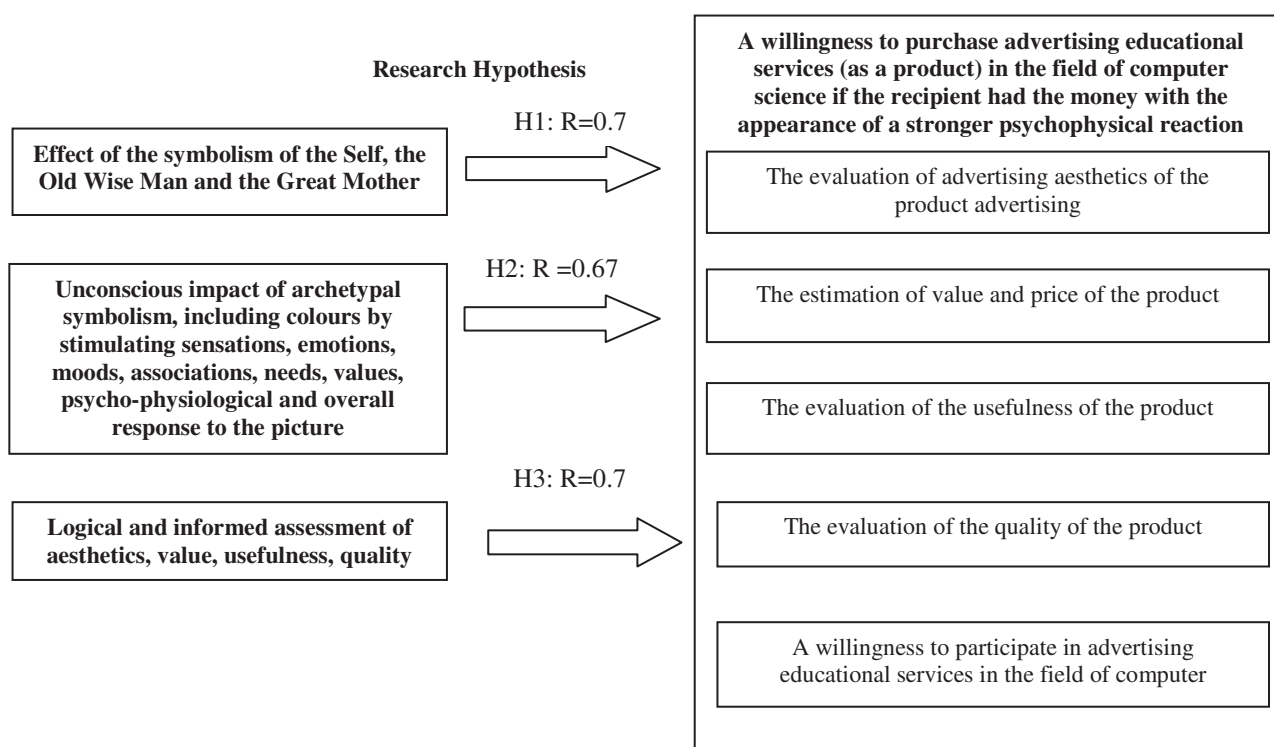 Research Hypothesis
H1: R=0.7
Effect of the symbolism of the Self, the
Old Wise Man and the Great Mother
H2: R =0.67
Unconscious impact of archetypal
symbolism, including colours by
stimulating sensations, emotions,
moods, associations, needs, values,
psycho-physiological and overall
response to the picture
H3: R=0.7
Logical and informed assessment of
aesthetics, value, usefulness, quality
A willingness to purchase advertising educational
services (as a product) in the field of computer
science if the recipient had the money with the
appearance of a stronger psychophysical reaction
The evaluation of advertising aesthetics of the
product advertising
The estimation of value and price of the product
The evaluation of the usefulness of the product
The evaluation of the quality of the product
A willingness to participate in advertising
educational services in the field of computer